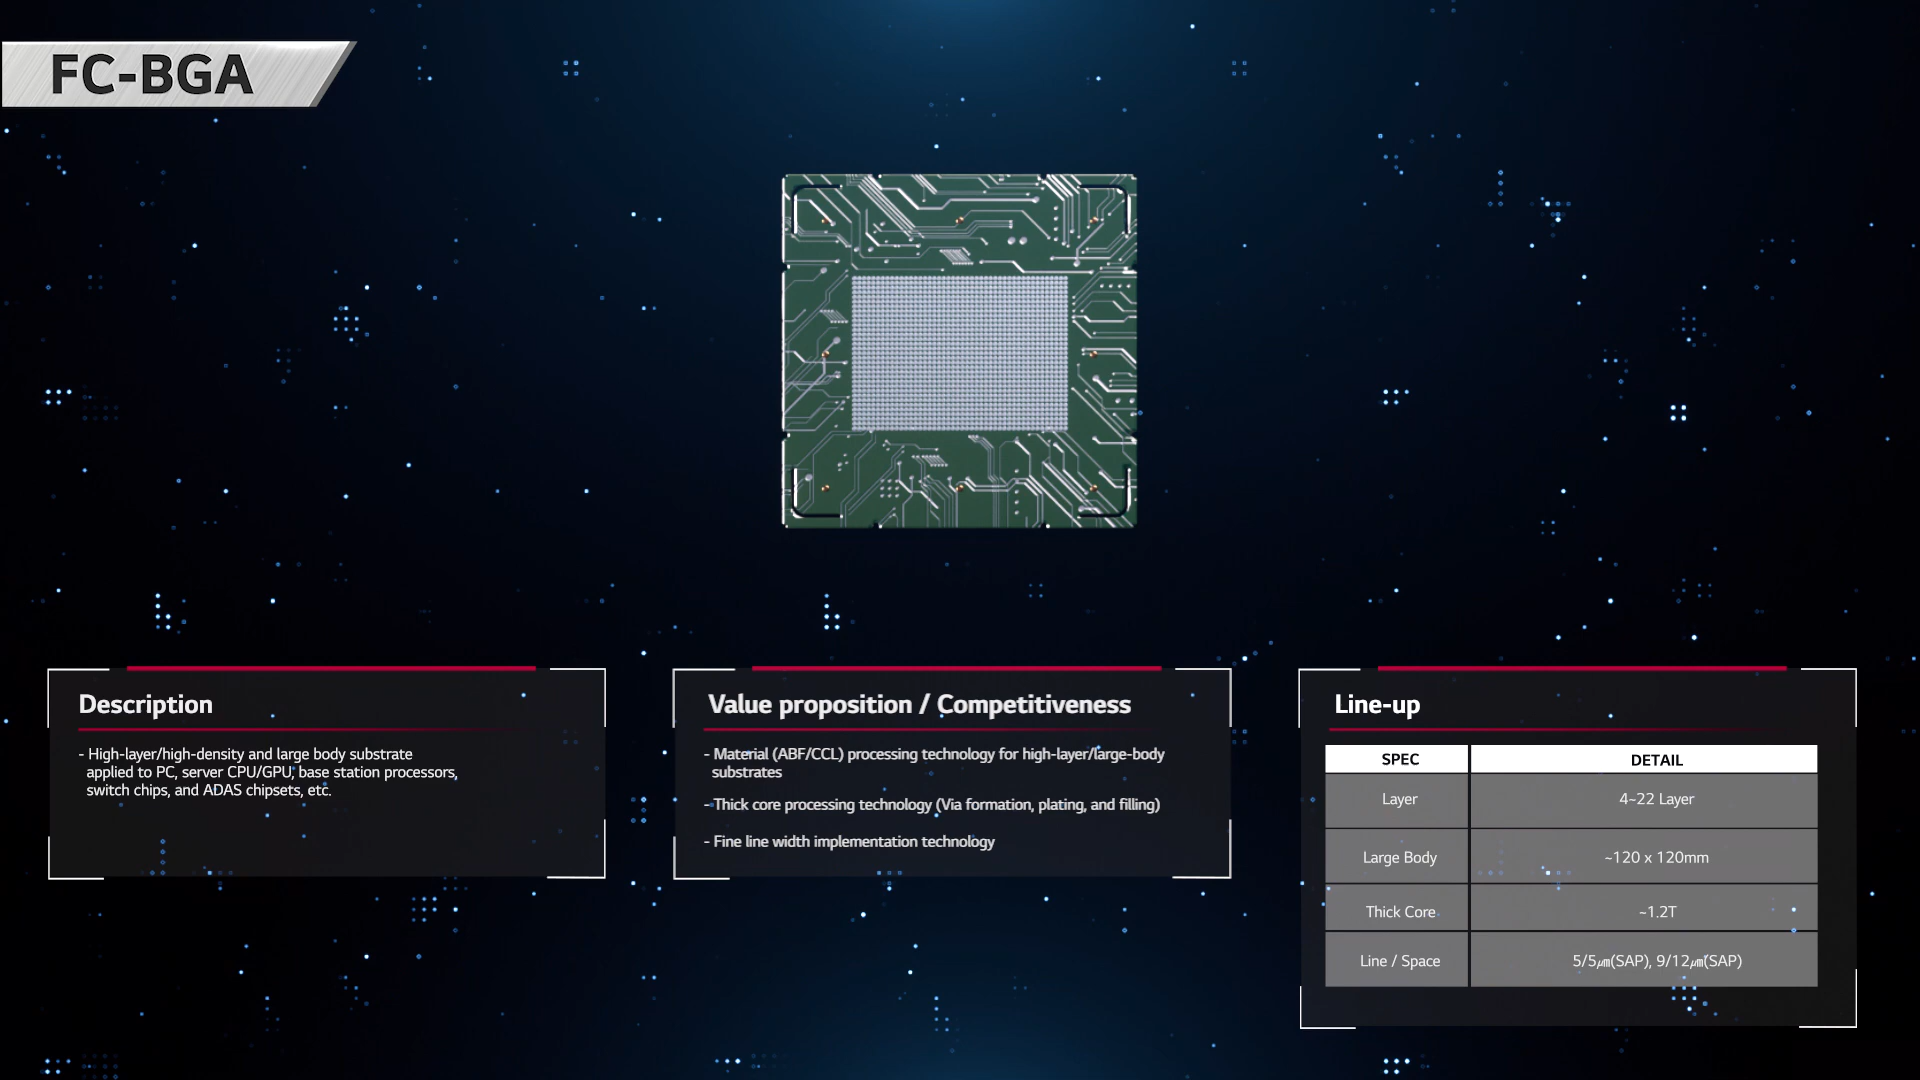 FC-BGA
Description
- High-layer/high-density and large body substrate
applied to PC, server CPU/GPU, base station processors,
switch chips, and ADAS chipsets, etc.
Value proposition / Competitiveness
- Material (ABF/CCL) processing technology for high-layer/large-body
substrates
- Thick core processing technology (Via formation, plating, and filling)
- Fine line width implementation technology
Line-up
SPEC DETAIL
Layer 4~22 Layer
Large Body ~120 x 120mm
Thick Core ~1.2T
Line / Space 5/5㎛(SAP), 9/12㎛(SAP)